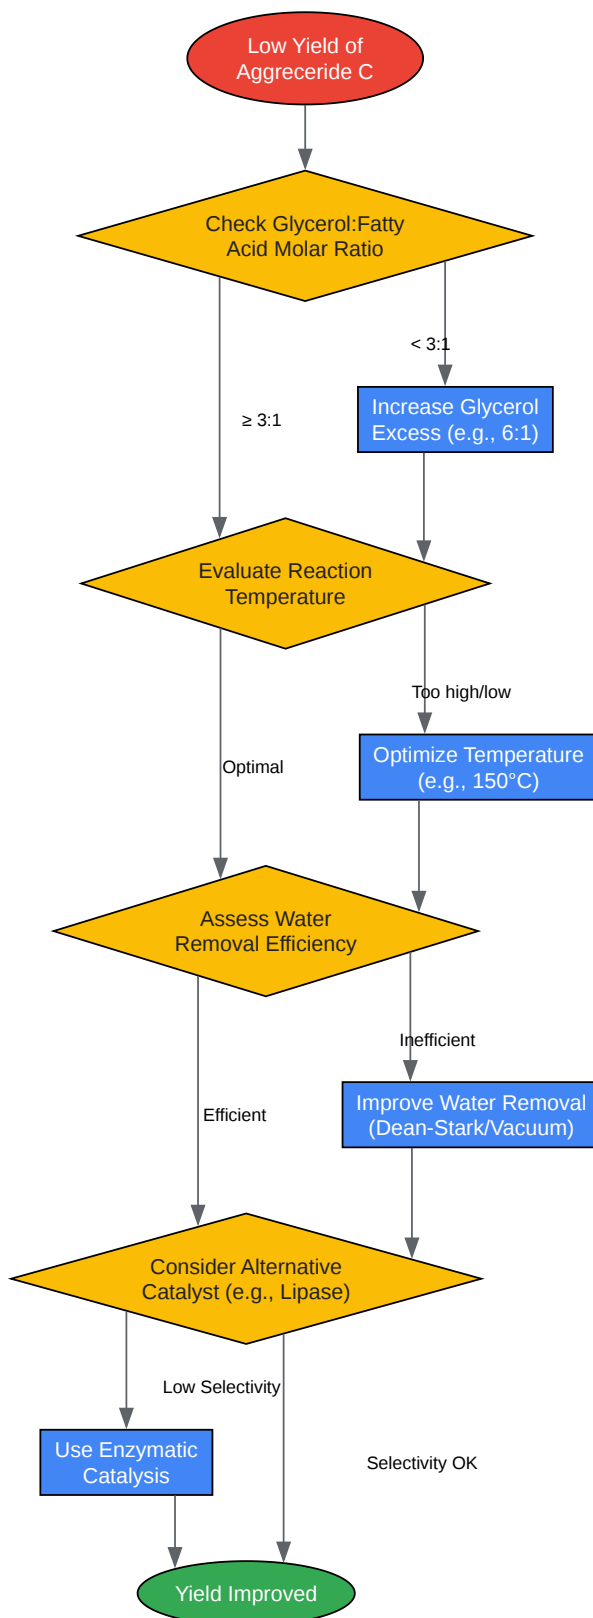 Low Yield of
Aggreceride C
Check Glycerol:Fatty
Acid Molar Ratio
< 3:1
≥ 3:1
Increase Glycerol
Excess (e.g., 6:1)
Evaluate Reaction
Temperature
Too high/low
Optimal
Optimize Temperature
(e.g., 150°C)
Assess Water
Removal Efficiency
Inefficient
Efficient
Improve Water Removal
(Dean-Stark/Vacuum)
Consider Alternative
Catalyst (e.g., Lipase)
Low Selectivity
Selectivity OK
Use Enzymatic
Catalysis
Yield Improved